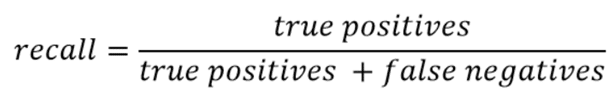 recall = true positives / true positives + false negatives